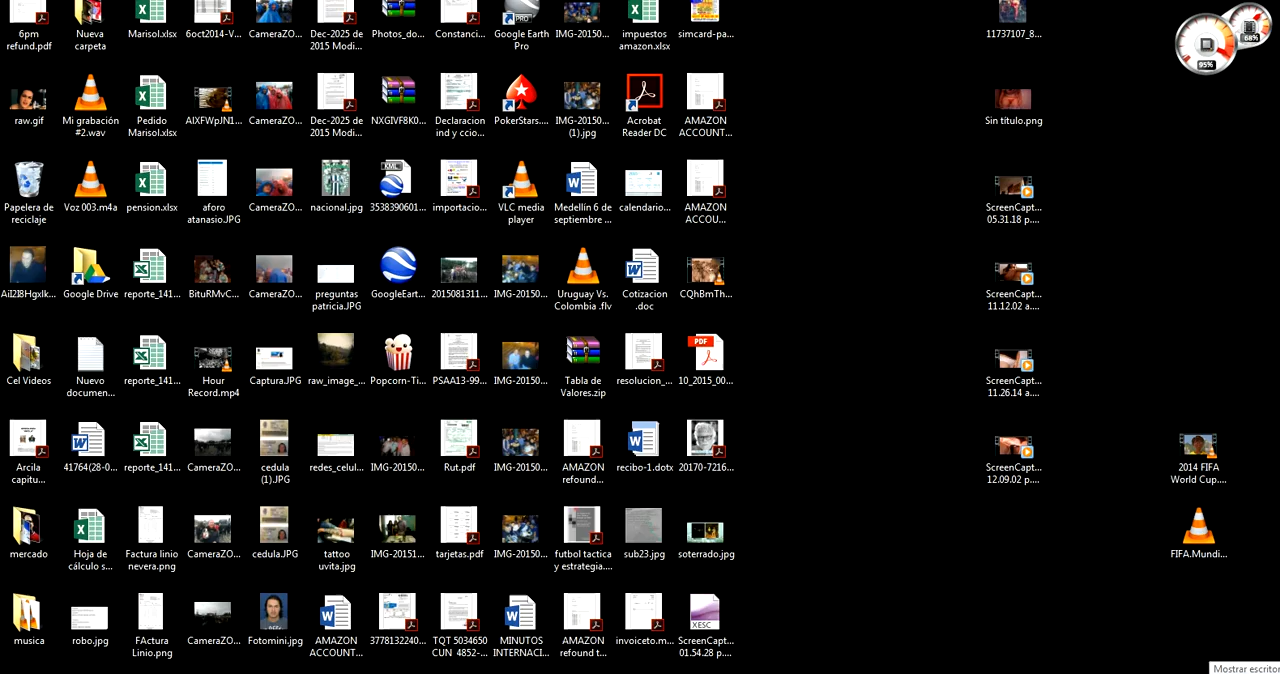 6pm
refund.pdf
Nueva
carpeta
Marisol.xlsx
6oct2014-V...
CameraZO...
Dec-2025 de
2015 Modi...
Photos_do...
Constanci...
Google Earth
Pro
IMG-20150...
impuestos
amazon.xlsx
simcard-pa...
11737107_8...
95%
68%
raw.gif
Mi grabación
#2.wav
Pedido
Marisol.xlsx
AIXFWpJN1...
CameraZO...
Dec-2025 de
2015 Modi...
NXGIVF8K0...
Declaracion
ind y ccio...
PokerStars....
IMG-20150...
(1).jpg
Acrobat
Reader DC
AMAZON
ACCOUNT...
Sin título.png
Papelera de
reciclaje
Voz 003.m4a
pension.xlsx
aforo
atanasio.JPG
CameraZO...
nacional.jpg
KML
3538390601...
importacio...
VLC media
player
Medellín 6 de
septiembre ...
calendario...
AMAZON
ACCOU...
ScreenCapt...
05.31.18 p....
Google Drive
reporte_141...
BituRMvC...
CameraZO...
preguntas
patricia.JPG
GoogleEart...
2015081311...
IMG-20150...
Uruguay Vs.
Colombia .flv
Cotizacion
.doc
CQhBmTh...
ScreenCapt...
11.12.02 a....
Cel Videos
Nuevo
documen...
reporte_141...
Hour
Record.mp4
Captura.JPG
raw_image_...
Popcorn-Ti...
PSAA13-99...
IMG-20150...
Tabla de
Valores.zip
resolucion_...
PDF
10_2015_00...
ScreenCapt...
11.26.14 a....
Arcila
capitu...
41764(28-0...
reporte_141...
CameraZO...
cedula
(1).JPG
redes_celul...
IMG-20150...
Rut.pdf
IMG-20150...
AMAZON
refound...
recibo-1.dotx
20170-7216...
ScreenCapt...
12.09.02 p....
2014 FIFA
World Cup....
mercado
Hoja de
cálculo s...
Factura linio
nevera.png
CameraZO...
cedula.JPG
tattoo
uvita.jpg
IMG-20151...
tarjetas.pdf
IMG-20150...
futbol tactica
y estrategia....
sub23.jpg
soterrado.jpg
FIFA.Mundi...
musica
robo.jpg
FActura
Linio.png
CameraZO...
Fotomini.jpg
AMAZON
ACCOUNT...
3778132240...
TQT 5034650
CUN 4852-...
MINUTOS
INTERNACI...
AMAZON
refound t...
invoiceto.m...
XESC
ScreenCapt...
01.54.28 p....
Mostrar escritor